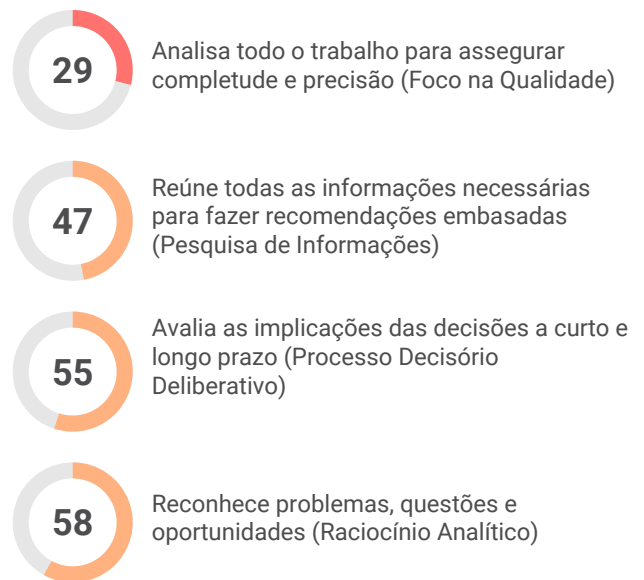 29
Analisa todo o trabalho para assegurar
completude e precisão (Foco na Qualidade)
47
Reúne todas as informações necessárias
para fazer recomendações embasadas
(Pesquisa de Informações)
55
Avalia as implicações das decisões a curto e
longo prazo (Processo Decisório
Deliberativo)
58
Reconhece problemas, questões e
oportunidades (Raciocínio Analítico)